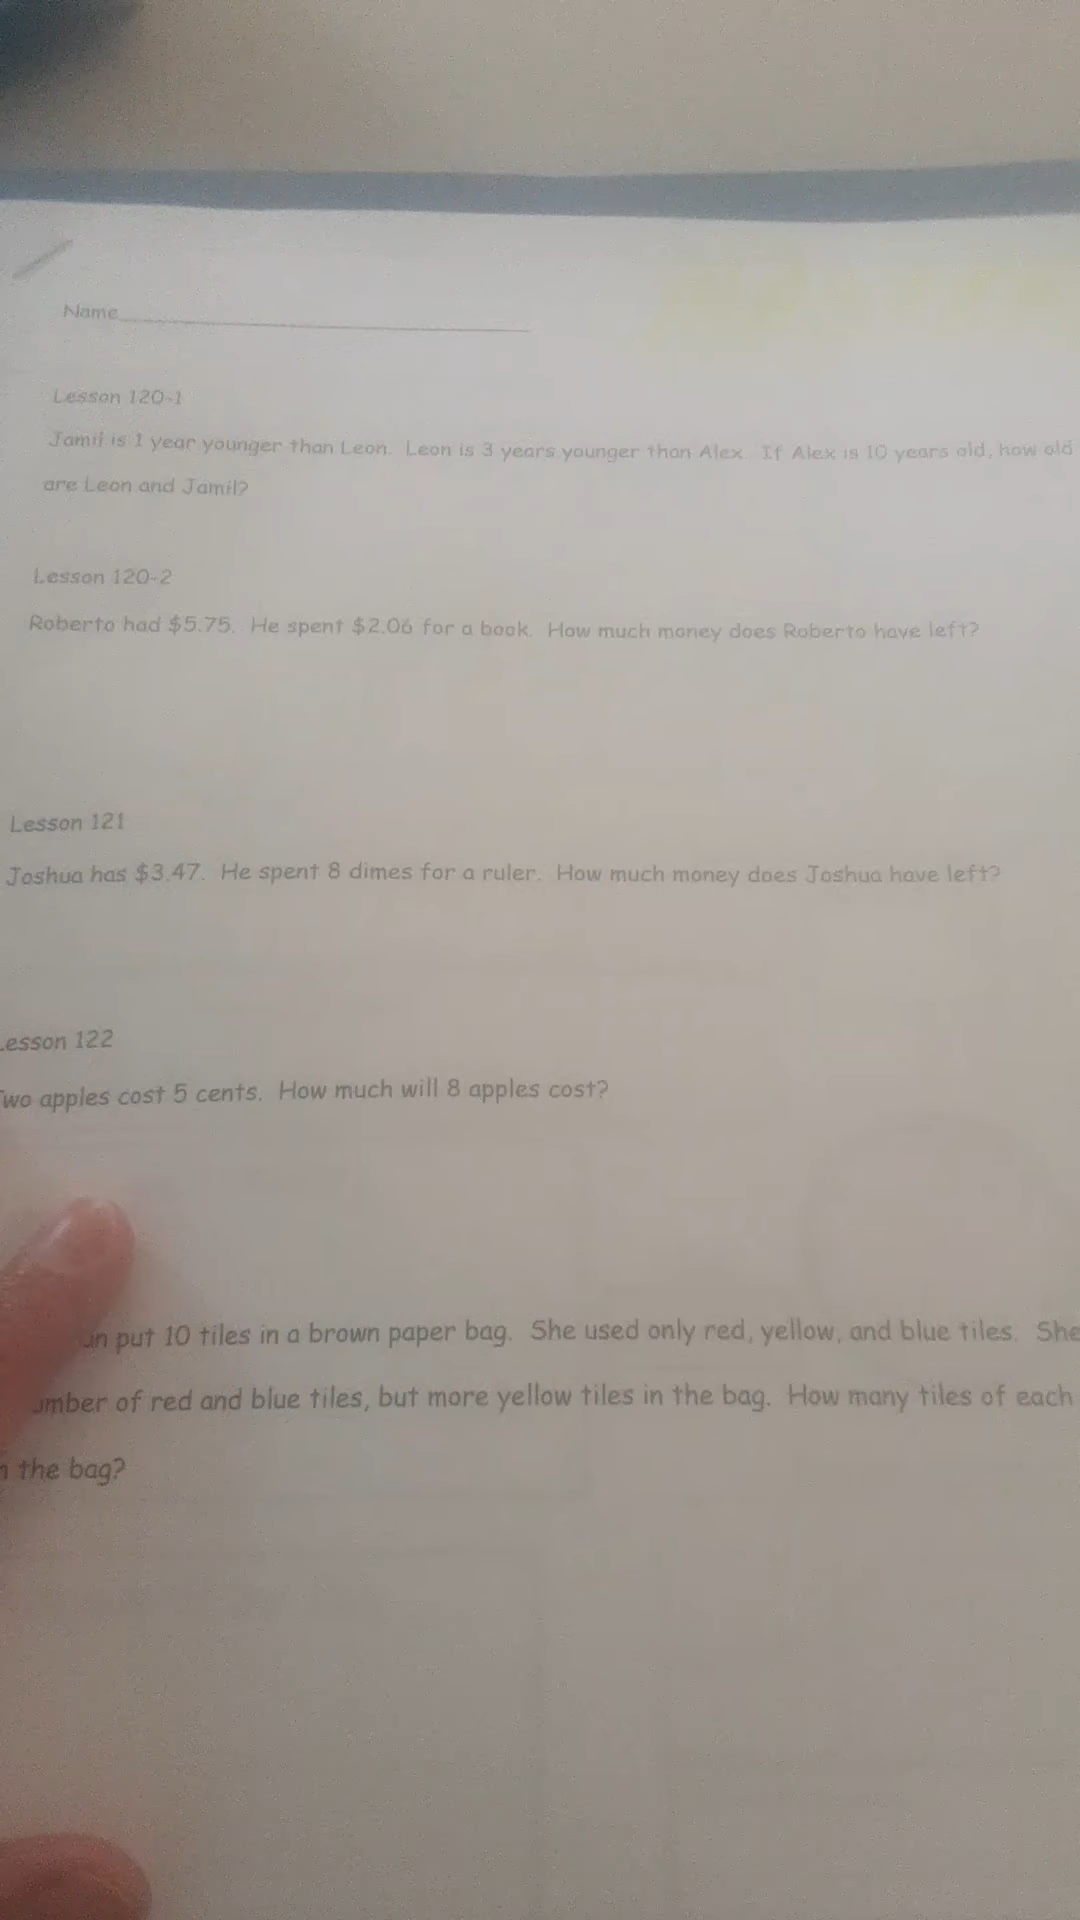 Name
Lesson 120-1
Jamil is 1 year younger than Leon. Leon is 3 years younger than Alex. If Alex is 10 years old, how old
are Leon and Jamil?
Lesson 120-2
Roberto had $5.75. He spent $2.06 for a book. How much money does Roberto have left?
Lesson 121
Joshua has $3.47. He spent 8 dimes for a ruler. How much money does Joshua have left?
Lesson 122
Two apples cost 5 cents. How much will 8 apples cost?
put 10 tiles in a brown paper bag. She used only red, yellow, and blue tiles. She
of red and blue tiles, but more yellow tiles in the bag. How many tiles of each
the bag?